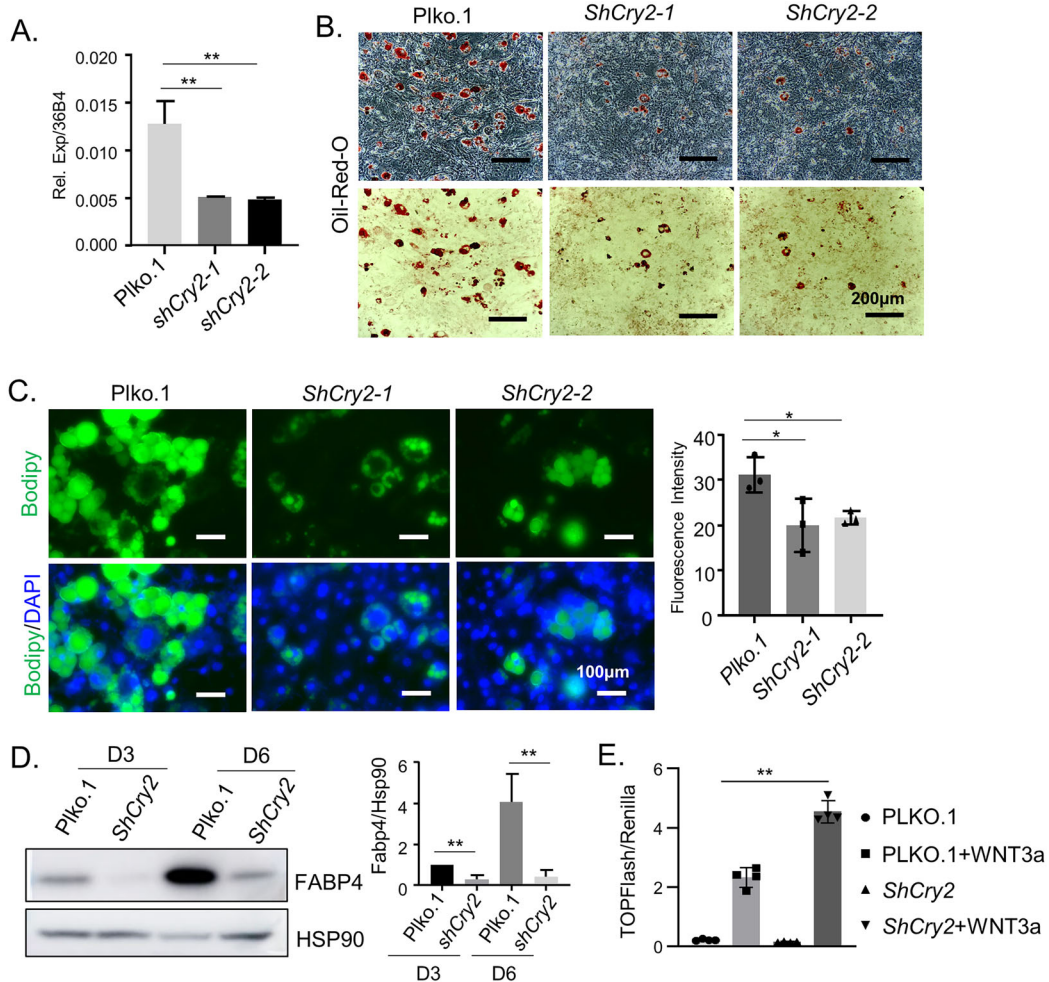 A.
Rel. Exp/36B4
0.020
0.015
0.010
0.005
0.000
**
**
Plko.1
shCry2-1
shCry2-2
B.
Plko.1
ShCry2-1
ShCry2-2
Oil-Red-O
200µm
C.
Plko.1
ShCry2-1
ShCry2-2
Bodipy
Bodipy/DAPI
100µm
Fluorescence Intensity
40
30
20
10
0
*
*
Plko.1
ShCry2-1
ShCry2-2
D.
D3
D6
Plko.1
ShCry2
Plko.1
ShCry2
FABP4
HSP90
Fabp4/Hsp90
6
4
2
0
**
**
Plko.1
shCry2
Plko.1
shCry2
D3
D6
E.
TOPFlash/Renilla
6
4
2
0
**
PLKO.1
PLKO.1+WNT3a
ShCry2
ShCry2+WNT3a